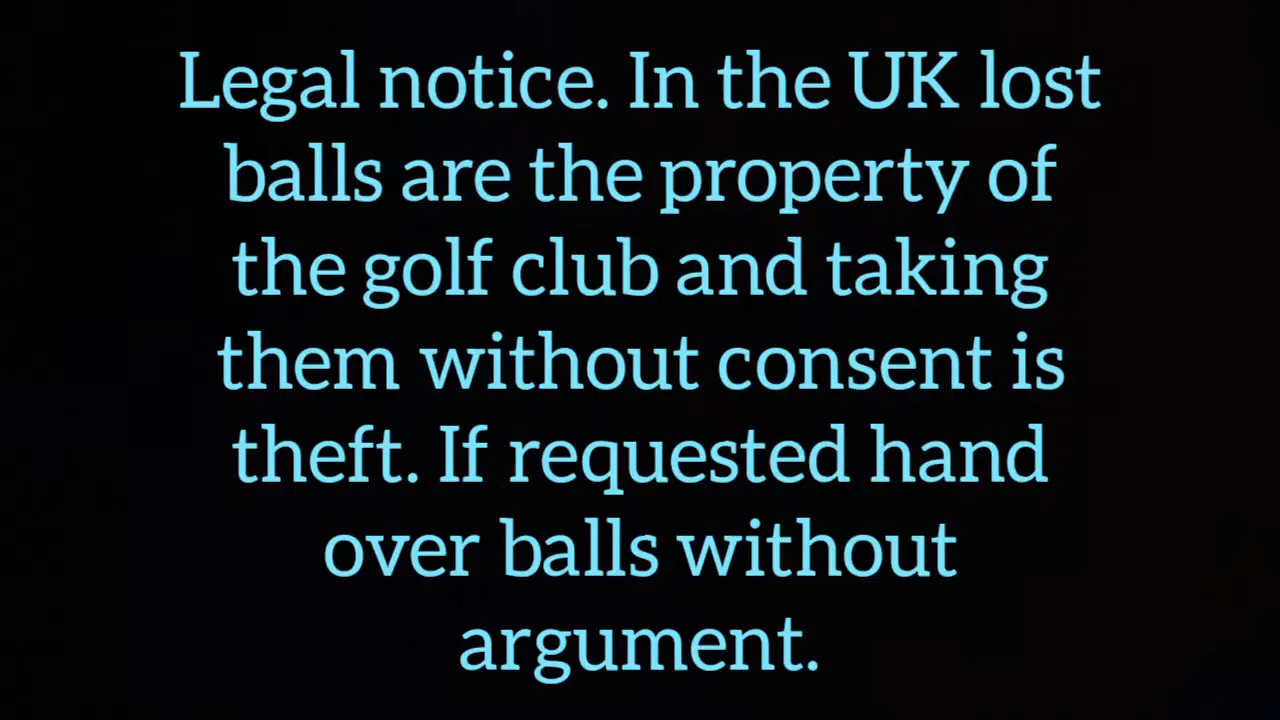 Legal notice. In the UK lost
balls are the property of
the golf club and taking
them without consent is
theft. If requested hand
over balls without
argument.